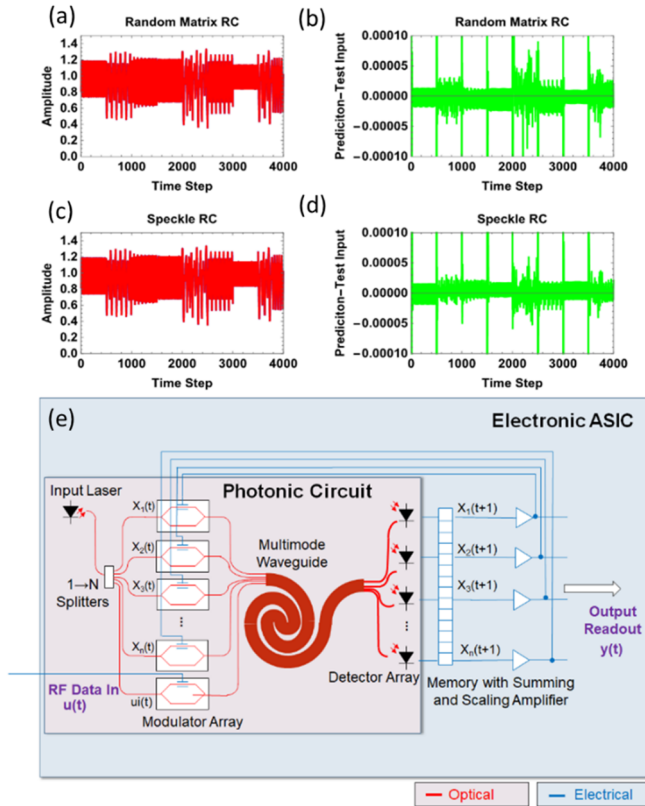 (a)
Random Matrix RC
Amplitude
1.4
1.2
1.0
0.8
0.6
0.4
0.2
0.0
0 1000 2000 3000 4000
Time Step
(b)
Random Matrix RC
Prediciton-Test Input
0.00010
0.00005
0.00000
-0.00005
-0.00010
0 1000 2000 3000 4000
Time Step
(c)
Speckle RC
Amplitude
1.4
1.2
1.0
0.8
0.6
0.4
0.2
0.0
0 1000 2000 3000 4000
Time Step
(d)
Speckle RC
Prediciton-Test Input
0.00010
0.00005
0.00000
-0.00005
-0.00010
0 1000 2000 3000 4000
Time Step
(e)
Electronic ASIC
Photonic Circuit
Input Laser
1→N
Splitters
X1(t)
X2(t)
X3(t)
...
Xn(t)
ui(t)
RF Data In
u(t)
Modulator Array
Multimode
Waveguide
...
Detector Array
X1(t+1)
X2(t+1)
X3(t+1)
...
Xn(t+1)
Memory with Summing
and Scaling Amplifier
Output
Readout
y(t)
Optical
Electrical